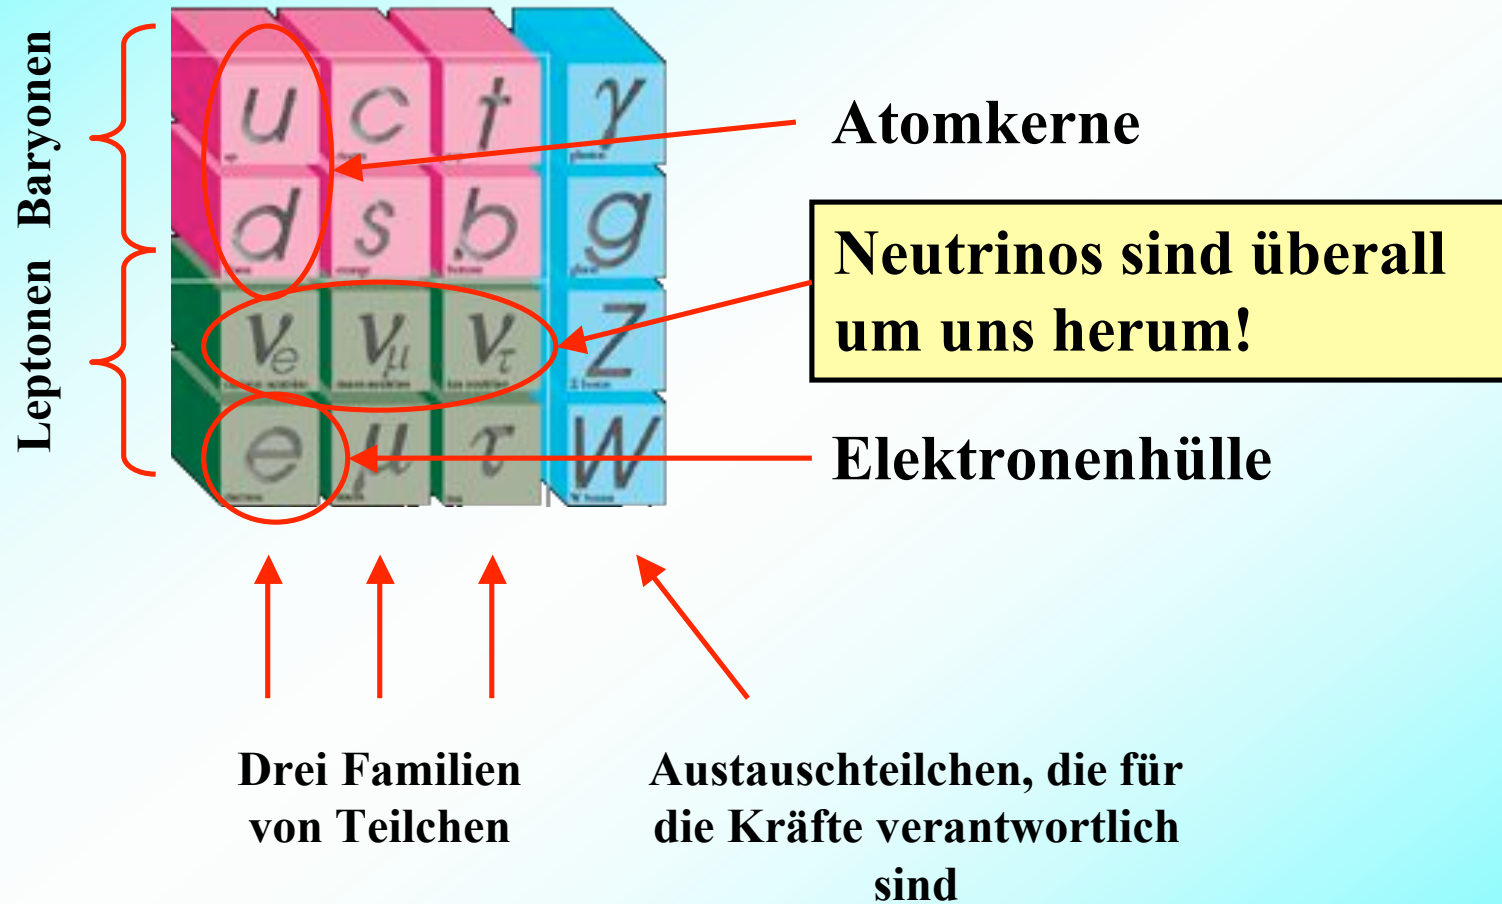 Baryonen
Leptonen
u c t γ
d s b g
νe νμ ντ Z
e μ τ W
Atomkerne
Neutrinos sind überall
um uns herum!
Elektronenhülle
Drei Familien
von Teilchen
Austauschteilchen, die für
die Kräfte verantwortlich
sind